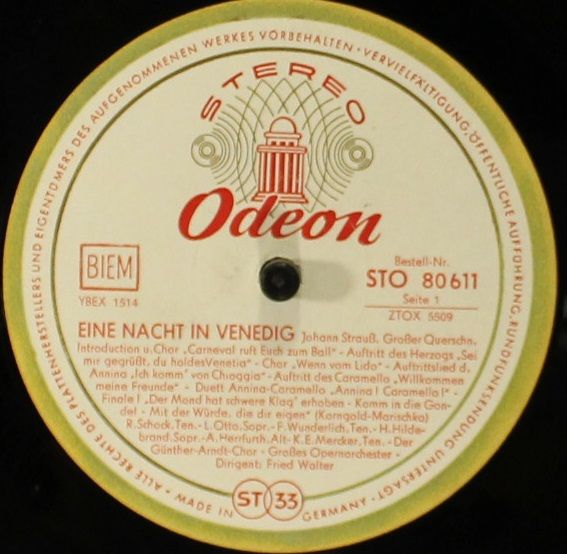 ALLE RECHTE DES PLATTENHERSTELLERS UND EIGENTÜMERS DES AUFGENOMMENEN WERKES VORBEHALTEN · VERVIELFÄLTIGUNG, ÖFFENTLICHE AUFFÜHRUNG, RUNDFUNKSENDUNG UNTERSAGT ·
STEREO
Odeon
BIEM
YBEX 1514
Bestell-Nr.
STO 80611
Seite 1
ZTOX 5509
EINE NACHT IN VENEDIG Johann Strauß. Großer Querschn.
Introduction u. Chor „Carneval ruft Euch zum Ball" - Auftritt des Herzogs „Sei
mir gegrüßt, du holdes Venetia" - Chor „Wenn vom Lido" - Auftrittslied d.
Annina „Ich komm' von Chioggia" - Auftritt des Caramello „Willkommen
meine Freunde" - Duett Annina-Caramello „Annina! Caramello!" -
Finale I „Der Mond hat schwere Klag' erhoben - Komm in die Gon-
del - Mit der Würde, die dir eigen" (Korngold-Marischka)
R. Schock, Ten. - L. Otto, Sopr. - F. Wunderlich, Ten. - H. Hilde-
brand, Sopr. - A. Herrfurth, Alt - K. E. Mercker, Ten. - Der
Günther-Arndt-Chor - Großes Opernorchester -
Dirigent: Fried Walter
MADE IN GERMANY ·
ST 33